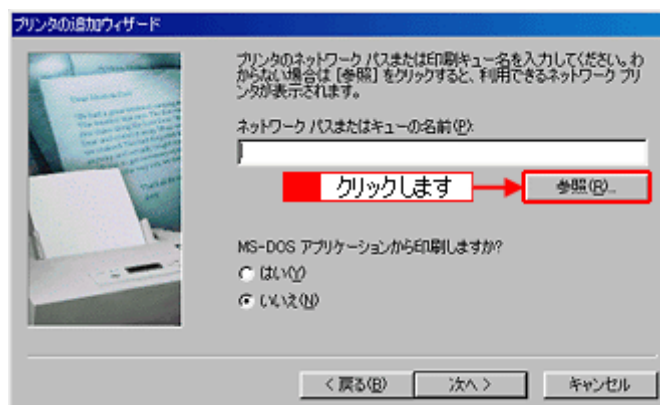 プリンタの追加ウィザード
プリンタのネットワーク パスまたは印刷キュー名を入力してください。わ
からない場合は [参照] をクリックすると、利用できるネットワーク プリ
ンタが表示されます。
ネットワーク パスまたはキューの名前(P):
クリックします
参照(R)...
MS-DOS アプリケーションから印刷しますか?
はい(Y)
いいえ(N)
< 戻る(B)
次へ >
キャンセル